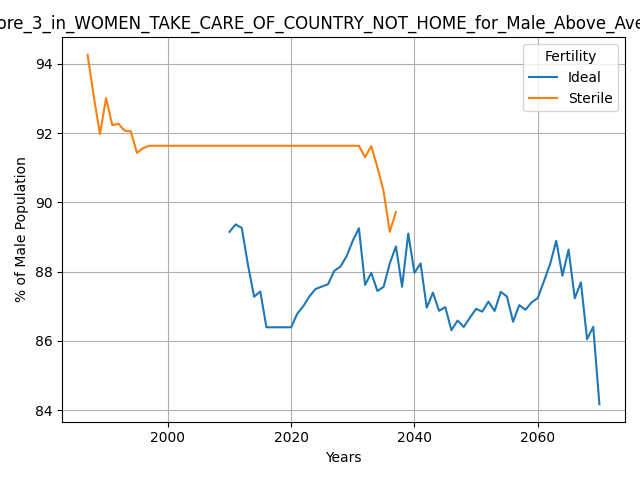 ore_3_in_WOMEN_TAKE_CARE_OF_COUNTRY_NOT_HOME_for_Male_Above_Ave
Fertility
Ideal
Sterile
94
92
90
88
86
84
% of Male Population
2000
2020
2040
2060
Years